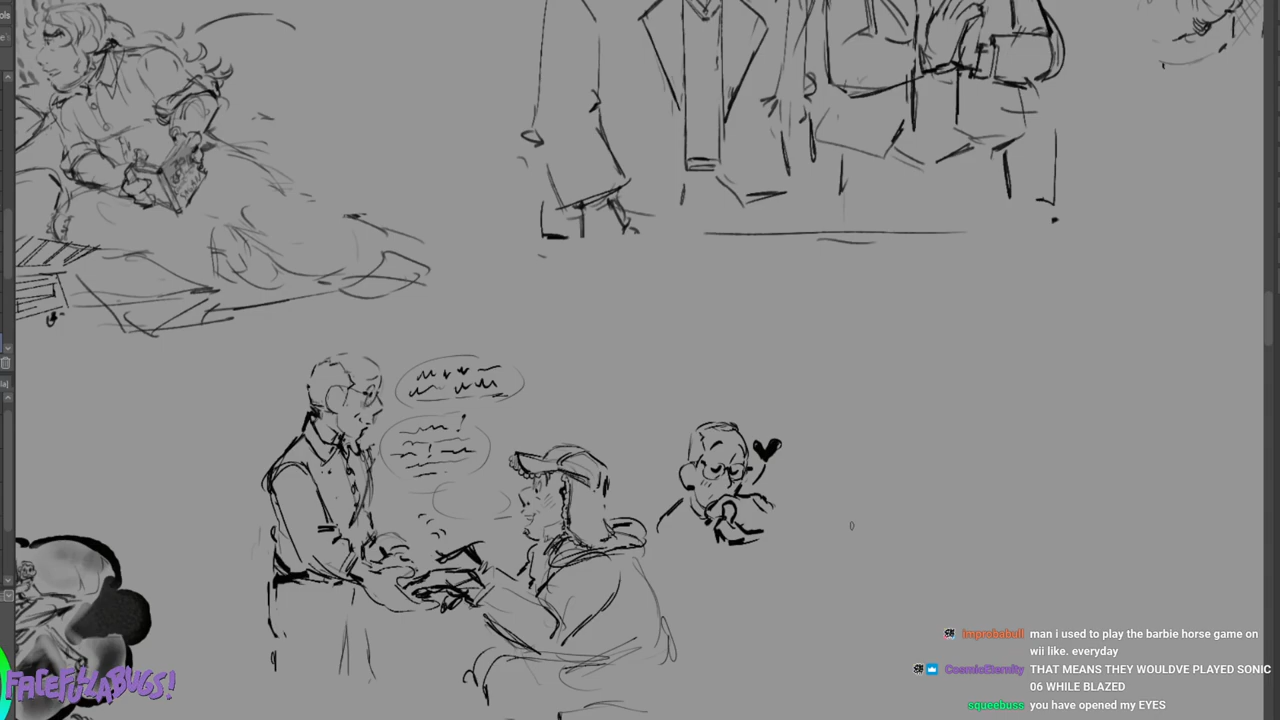 ols
FACEFULLABUGS!
improbabull man i used to play the barbie horse game on
wii like. everyday
CosmicEternity THAT MEANS THEY WOULDVE PLAYED SONIC
06 WHILE BLAZED
squeebuss you have opened my EYES